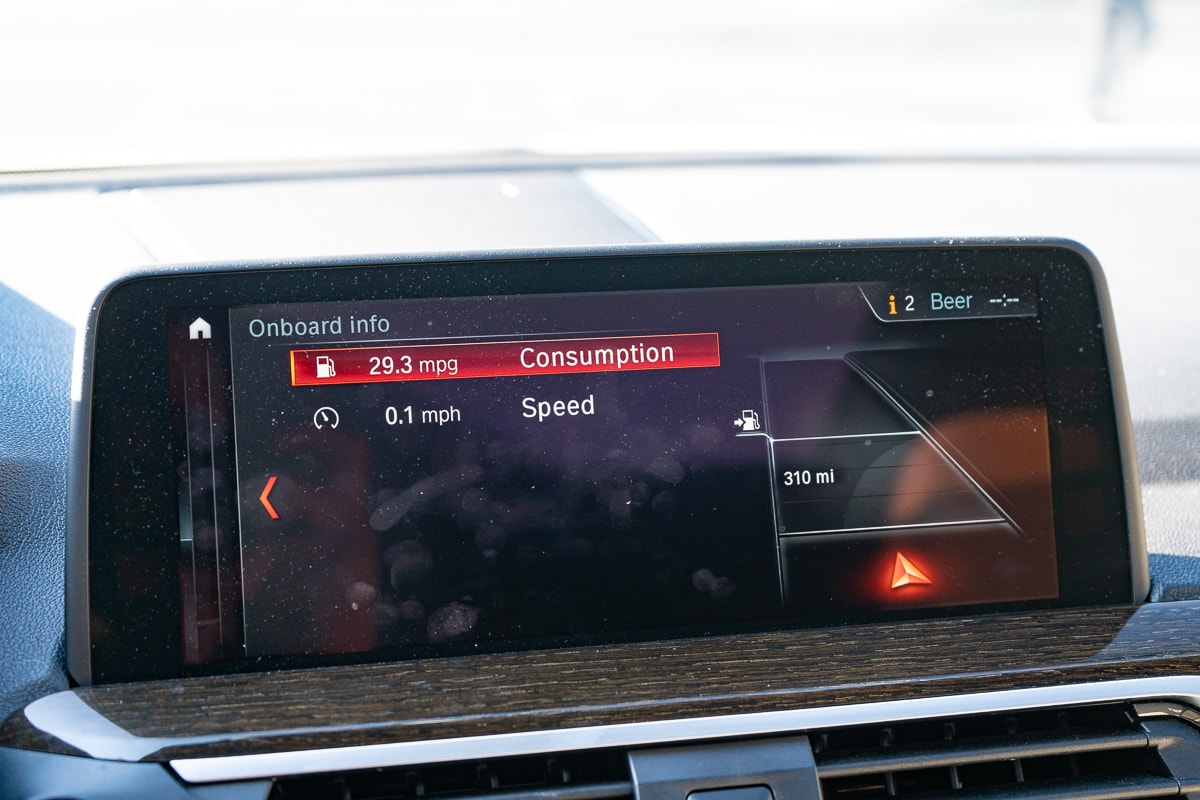 Onboard info
2 Beer --:--
29.3 mpg Consumption
0.1 mph Speed
310 mi